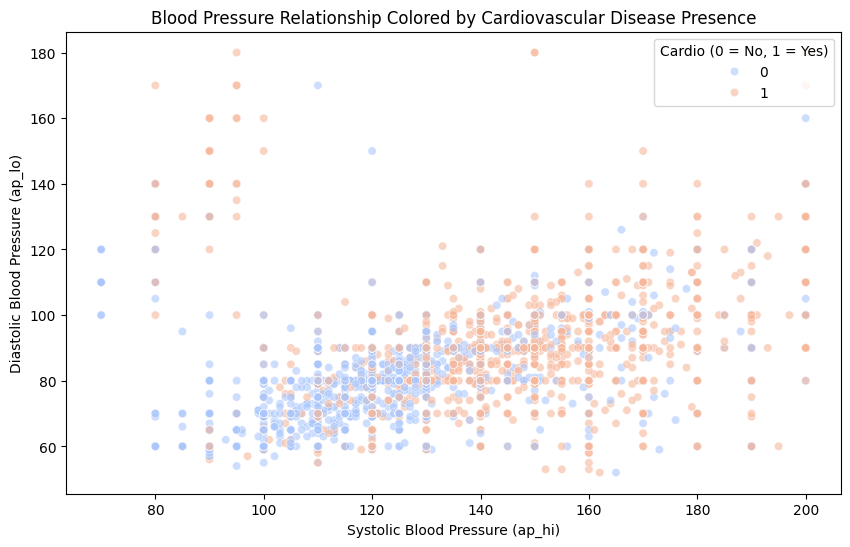 Blood Pressure Relationship Colored by Cardiovascular Disease Presence
Cardio (0 = No, 1 = Yes)
0
1
Diastolic Blood Pressure (ap_lo)
180
160
140
120
100
80
60
80 100 120 140 160 180 200
Systolic Blood Pressure (ap_hi)